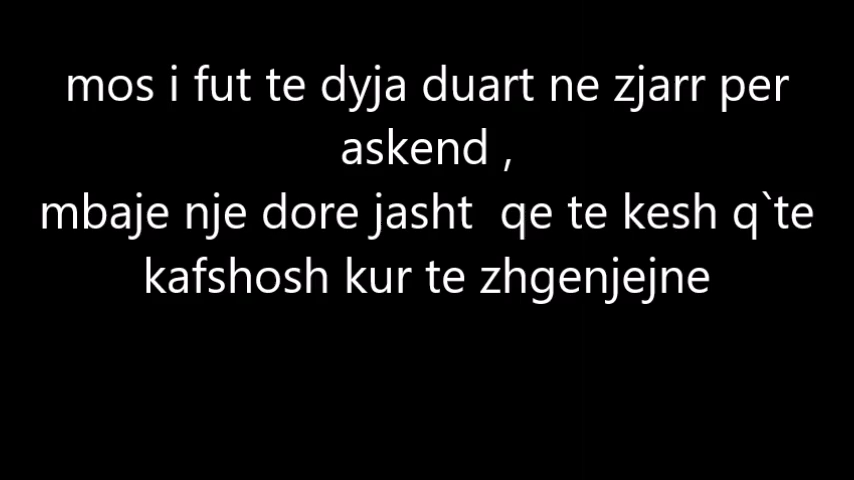 mos i fut te dyja duart ne zjarr per
askend ,
mbaje nje dore jasht  qe te kesh q`te
kafshosh kur te zhgenjejne